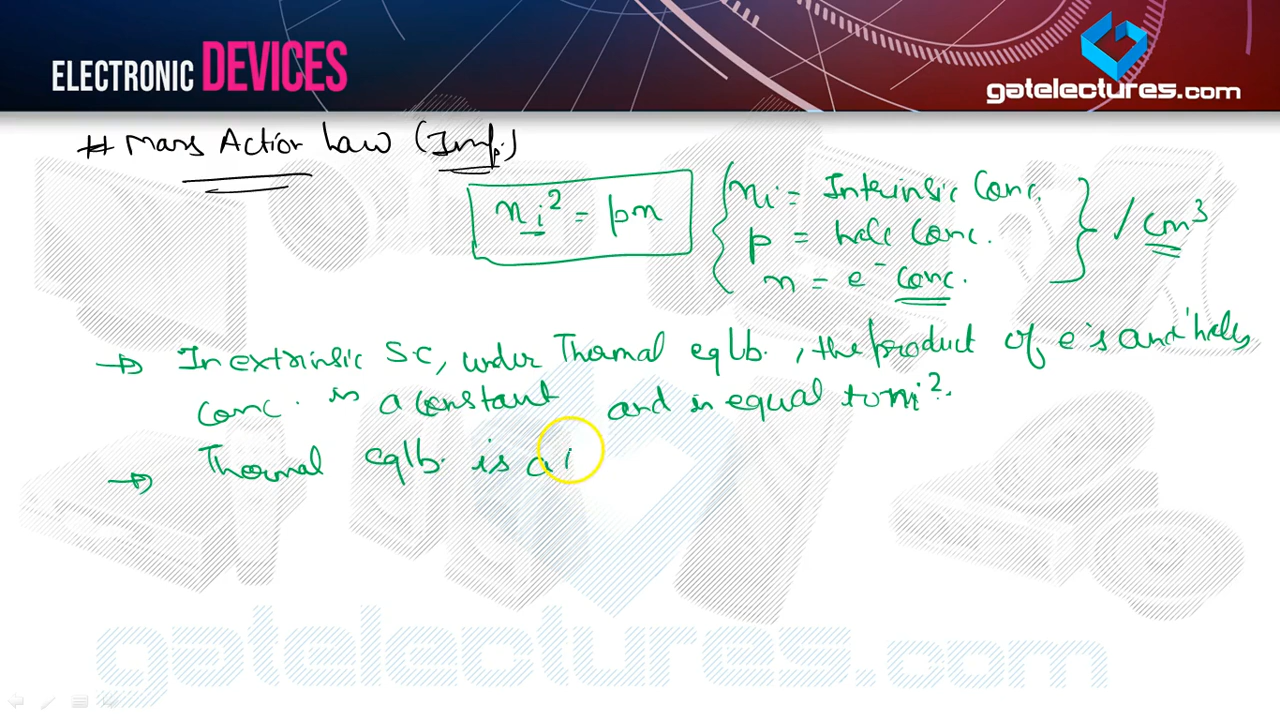 ELECTRONIC DEVICES
gatelectures.com
# Mass Action Law (Imp.)
ni² = pn
ni = Intrinsic Conc.
p = hole Conc.
n = e⁻ conc.
/cm³
→ In extrinsic SC, under Thermal eqlb., the product of e⁻s and holes
conc. is a constant and is equal to ni².
→ Thermal eqlb. is a
gatelectures.com